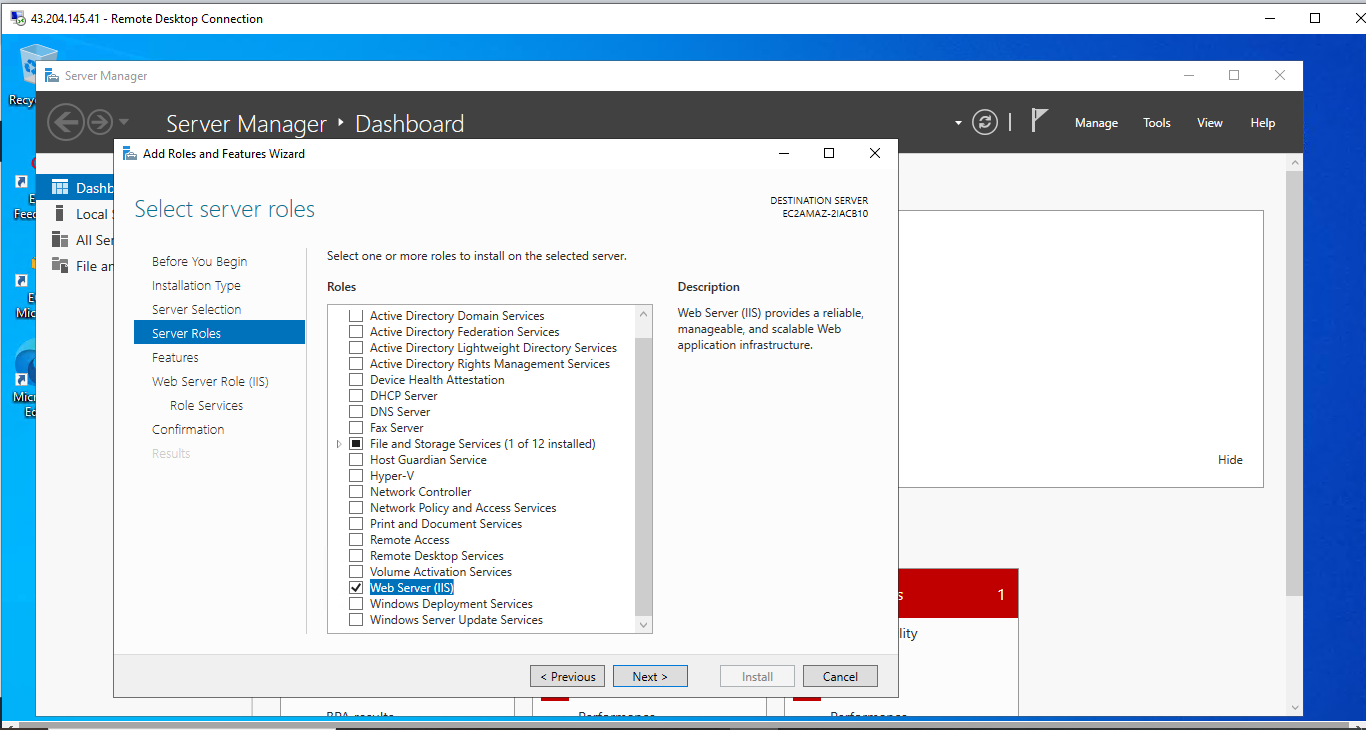 43.204.145.41 - Remote Desktop Connection
Server Manager
Server Manager ‣ Dashboard
Manage Tools View Help
Add Roles and Features Wizard
Select server roles
DESTINATION SERVER
EC2AMAZ-2IACB10
Before You Begin
Installation Type
Server Selection
Server Roles
Features
Web Server Role (IIS)
Role Services
Confirmation
Results
Select one or more roles to install on the selected server.
Roles
Active Directory Domain Services
Active Directory Federation Services
Active Directory Lightweight Directory Services
Active Directory Rights Management Services
Device Health Attestation
DHCP Server
DNS Server
Fax Server
File and Storage Services (1 of 12 installed)
Host Guardian Service
Hyper-V
Network Controller
Network Policy and Access Services
Print and Document Services
Remote Access
Remote Desktop Services
Volume Activation Services
Web Server (IIS)
Windows Deployment Services
Windows Server Update Services
Description
Web Server (IIS) provides a reliable,
manageable, and scalable Web
application infrastructure.
< Previous Next > Install Cancel
Recy
Dashb
Local S
All Ser
File an
E
Feed
E
Mic
Mic
Ed
Hide
s 1
lity
BPA results Performance Performance